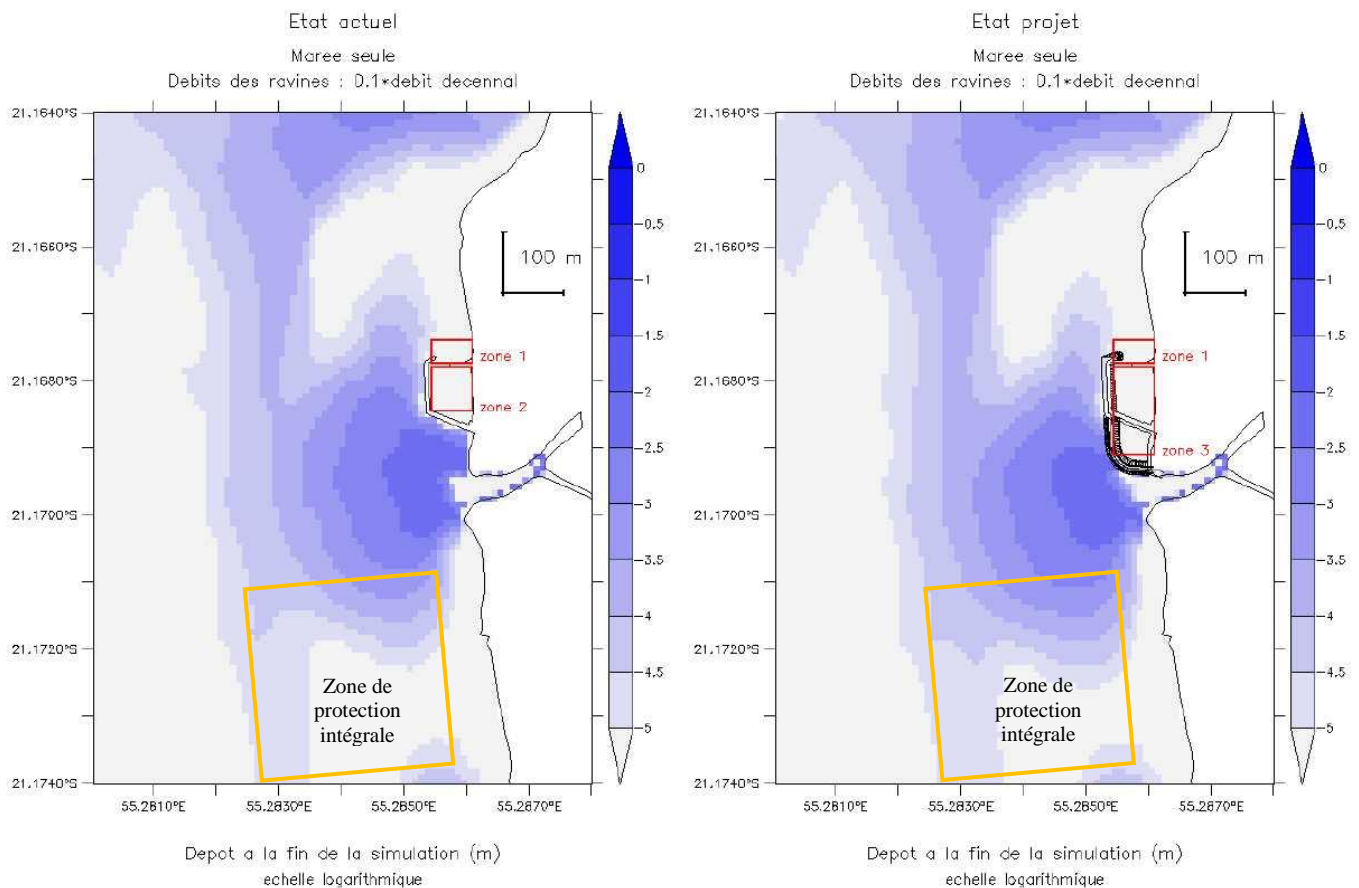 Etat actuel
Maree seule
Debits des ravines : 0.1*debit decennal
21.1640°S
21.1660°S
21.1680°S
21.1700°S
21.1720°S
21.1740°S
100 m
zone 1
zone 2
Zone de
protection
intégrale
0
-0.5
-1
-1.5
-2
-2.5
-3
-3.5
-4
-4.5
-5
55.2810°E
55.2830°E
55.2850°E
55.2870°E
Depot a la fin de la simulation (m)
echelle logarithmique
Etat projet
Maree seule
Debits des ravines : 0.1*debit decennal
21.1640°S
21.1660°S
21.1680°S
21.1700°S
21.1720°S
21.1740°S
100 m
zone 1
zone 3
Zone de
protection
intégrale
0
-0.5
-1
-1.5
-2
-2.5
-3
-3.5
-4
-4.5
-5
55.2810°E
55.2830°E
55.2850°E
55.2870°E
Depot a la fin de la simulation (m)
echelle logarithmique